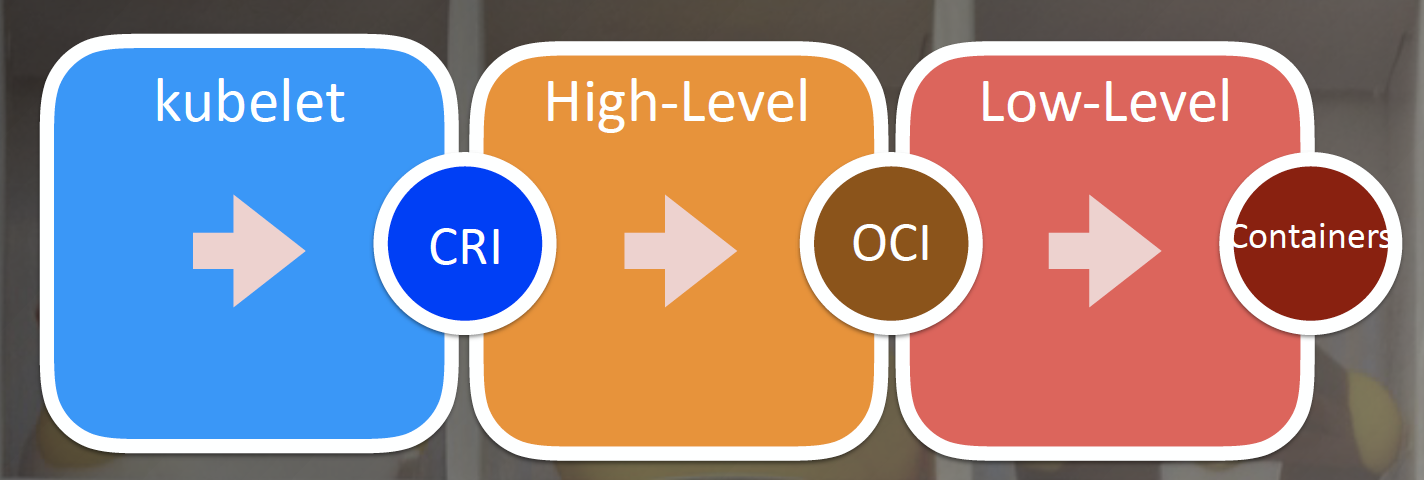 kubelet
High-Level
Low-Level
CRI
OCI
Containers